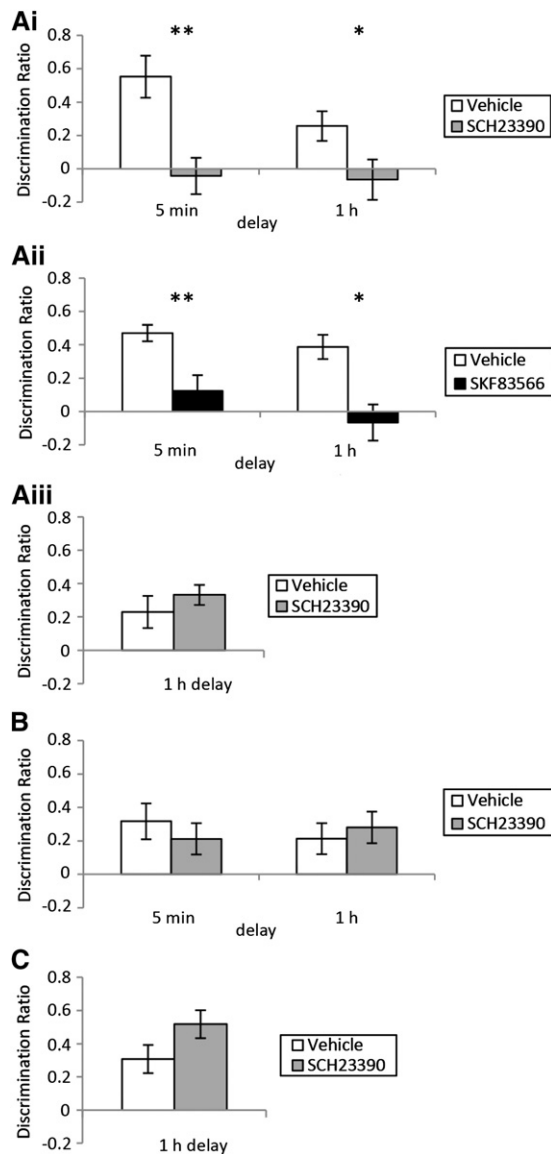 Ai
Discrimination Ratio
0.8
0.6
0.4
0.2
0
-0.2
**
*
5 min
1 h
delay
Vehicle
SCH23390
Aii
Discrimination Ratio
0.8
0.6
0.4
0.2
0
-0.2
**
*
5 min
1 h
delay
Vehicle
SKF83566
Aiii
Discrimination Ratio
0.8
0.6
0.4
0.2
0
-0.2
1 h delay
Vehicle
SCH23390
B
Discrimination Ratio
0.8
0.6
0.4
0.2
0
-0.2
5 min
1 h
delay
Vehicle
SCH23390
C
Discrimination Ratio
0.8
0.6
0.4
0.2
0
-0.2
1 h delay
Vehicle
SCH23390